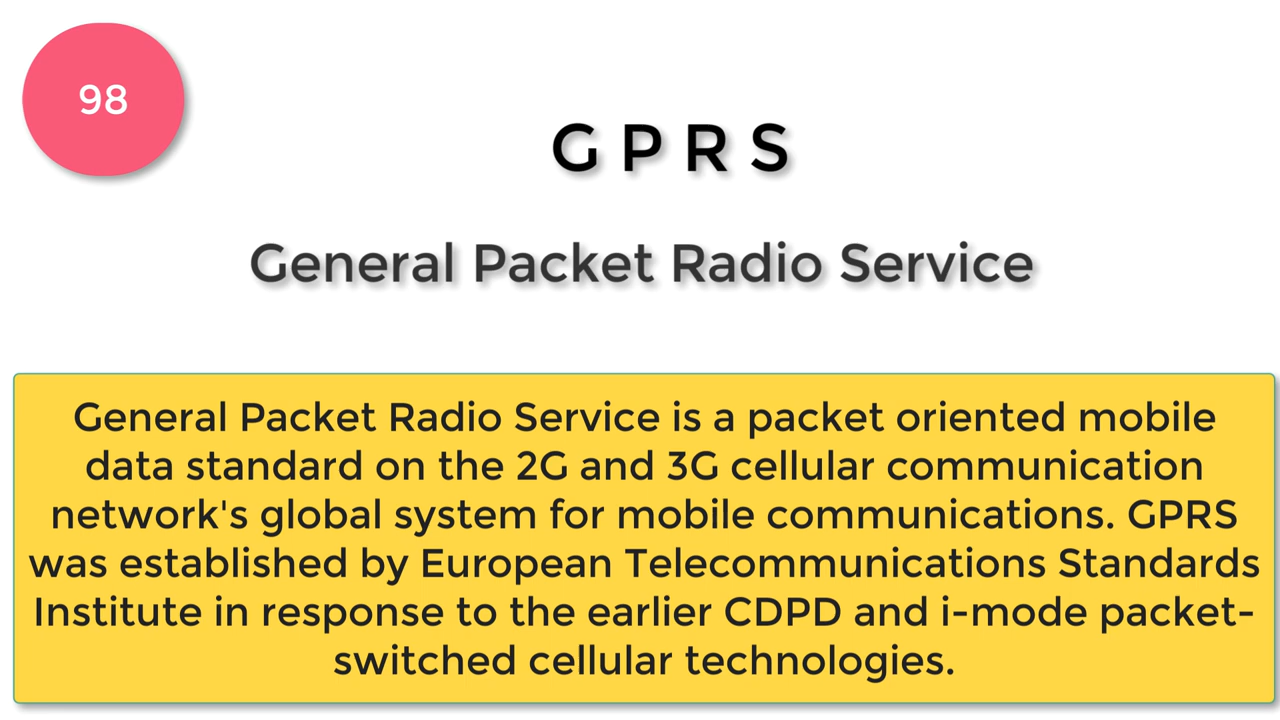 98
G P R S
General Packet Radio Service
General Packet Radio Service is a packet oriented mobile
data standard on the 2G and 3G cellular communication
network's global system for mobile communications. GPRS
was established by European Telecommunications Standards
Institute in response to the earlier CDPD and i-mode packet-
switched cellular technologies.